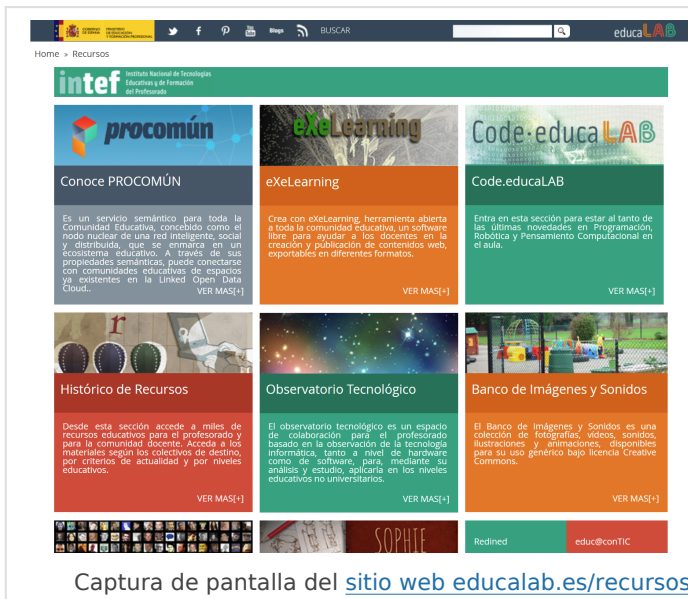 GOBIERNO DE ESPAÑA MINISTERIO DE EDUCACIÓN Y FORMACIÓN PROFESIONAL Blogs BUSCAR educaLAB
Home » Recursos
intef Instituto Nacional de Tecnologías
Educativas y de Formación
del Profesorado
procomún
Conoce PROCOMÚN
Es un servicio semántico para toda la
Comunidad Educativa, concebido como el
nodo nuclear de una red inteligente, social
y distribuida, que se enmarca en un
ecosistema educativo. A través de sus
propiedades semánticas, puede conectarse
con comunidades educativas de espacios
ya existentes en la Linked Open Data
Cloud..
VER MAS[+]
eXeLearning
eXeLearning
Crea con eXeLearning, herramienta abierta
a toda la comunidad educativa, un software
libre para ayudar a los docentes en la
creación y publicación de contenidos web,
exportables en diferentes formatos.
VER MAS[+]
Code·educaLAB
Code.educaLAB
Entra en esta sección para estar al tanto de
las últimas novedades en Programación,
Robótica y Pensamiento Computacional en
el aula.
VER MAS[+]
r
Histórico de Recursos
Desde esta sección accede a miles de
recursos educativos para el profesorado y
para la comunidad docente. Acceda a los
materiales según los colectivos de destino,
por criterios de actualidad y por niveles
educativos.
VER MAS[+]
Observatorio Tecnológico
El observatorio tecnológico es un espacio
de colaboración para el profesorado
basado en la observación de la tecnología
informática, tanto a nivel de hardware
como de software, para, mediante su
análisis y estudio, aplicarla en los niveles
educativos no universitarios.
VER MAS[+]
Banco de Imágenes y Sonidos
El Banco de Imágenes y Sonidos es una
colección de fotografías, vídeos, sonidos,
ilustraciones y animaciones, disponibles
para su uso genérico bajo licencia Creative
Commons.
VER MAS[+]
SOPHIE
Redined
educ@conTIC
Captura de pantalla del sitio web educalab.es/recursos